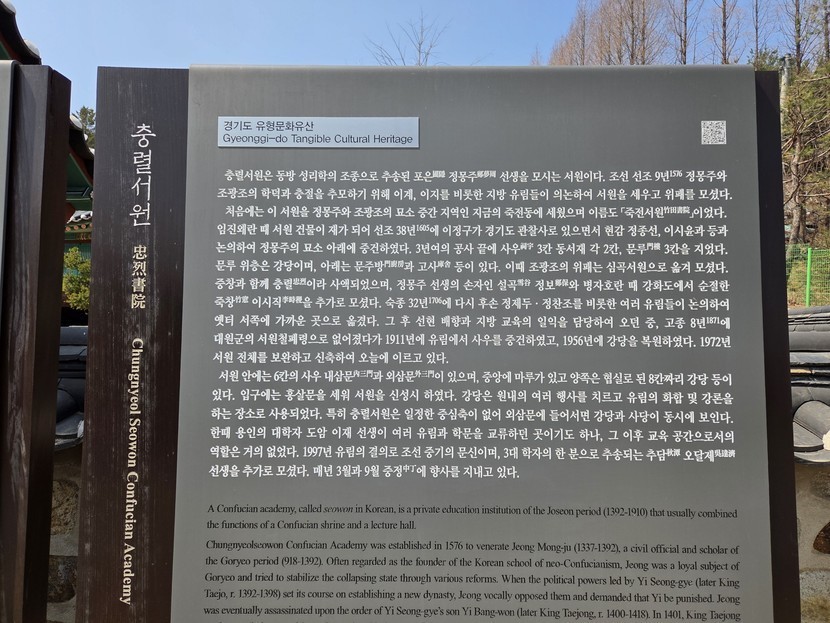 충렬서원
忠烈書院
Chungnyeol Seowon Confucian Academy
경기도 유형문화유산
Gyeonggi-do Tangible Cultural Heritage
충렬서원은 동방 성리학의 조종으로 추숭된 포은圃隱 정몽주鄭夢周 선생을 모시는 서원이다. 조선 선조 9년1576 정몽주와
조광조의 학덕과 충절을 추모하기 위해 이계, 이지를 비롯한 지방 유림들이 의논하여 서원을 세우고 위패를 모셨다.
처음에는 이 서원을 정몽주와 조광조의 묘소 중간 지역인 지금의 죽전동에 세웠으며 이름도 「죽전서원竹田書院」이었다.
임진왜란 때 서원 건물이 재가 되어 선조 38년1605에 이정구가 경기도 관찰사로 있으면서 현감 정종선, 이시윤과 등과
논의하여 정몽주의 묘소 아래에 중건하였다. 3년여의 공사 끝에 사우祠宇 3칸 동서재 각 2칸, 문루門樓 3칸을 지었다.
문루 위층은 강당이며, 아래는 문주방門廚房과 고사庫舍 등이 있다. 이때 조광조의 위패는 심곡서원으로 옮겨 모셨다.
중창과 함께 충렬忠烈이라 사액되었으며, 정몽주 선생의 손자인 설곡雪谷 정보鄭保와 병자호란 때 강화도에서 순절한
죽창竹窓 이시직李時稷을 추가로 모셨다. 숙종 32년1706에 다시 후손 정제두·정찬조를 비롯한 여러 유림들이 논의하여
옛터 서쪽에 가까운 곳으로 옮겼다. 그 후 선현 배향과 지방 교육의 일익을 담당하여 오던 중, 고종 8년1871에
대원군의 서원철폐령으로 없어졌다가 1911년에 유림에서 사우를 중건하였고, 1956년에 강당을 복원하였다. 1972년
서원 전체를 보완하고 신축하여 오늘에 이르고 있다.
서원 안에는 6칸의 사우 내삼문內三門과 외삼문外三門이 있으며, 중앙에 마루가 있고 양쪽은 협실로 된 8칸짜리 강당 등이
있다. 입구에는 홍살문을 세워 서원을 신성시 하였다. 강당은 원내의 여러 행사를 치르고 유림의 화합 및 강론을
하는 장소로 사용되었다. 특히 충렬서원은 일정한 중심축이 없어 외삼문에 들어서면 강당과 사당이 동시에 보인다.
한때 용인의 대학자 도암 이재 선생이 여러 유림과 학문을 교류하던 곳이기도 하나, 그 이후 교육 공간으로서의
역할은 거의 없었다. 1997년 유림의 결의로 조선 중기의 문신이며, 3대 학자의 한 분으로 추숭되는 추담秋潭 오달제吳達濟
선생을 추가로 모셨다. 매년 3월과 9월 중정中丁에 향사를 지내고 있다.
A Confucian academy, called seowon in Korean, is a private education institution of the Joseon period (1392-1910) that usually combined
the functions of a Confucian shrine and a lecture hall.
Chungnyeolseowon Confucian Academy was established in 1576 to venerate Jeong Mong-ju (1337-1392), a civil official and scholar of
the Goryeo period (918-1392). Often regarded as the founder of the Korean school of neo-Confucianism, Jeong was a loyal subject of
Goryeo and tried to stabilize the collapsing state through various reforms. When the political powers led by Yi Seong-gye (later King
Taejo, r. 1392-1398) set its course on establishing a new dynasty, Jeong vocally opposed them and demanded that Yi be punished. Jeong
was eventually assassinated upon the order of Yi Seong-gye's son Yi Bang-won (later King Taejong, r. 1400-1418). In 1401, King Taejong